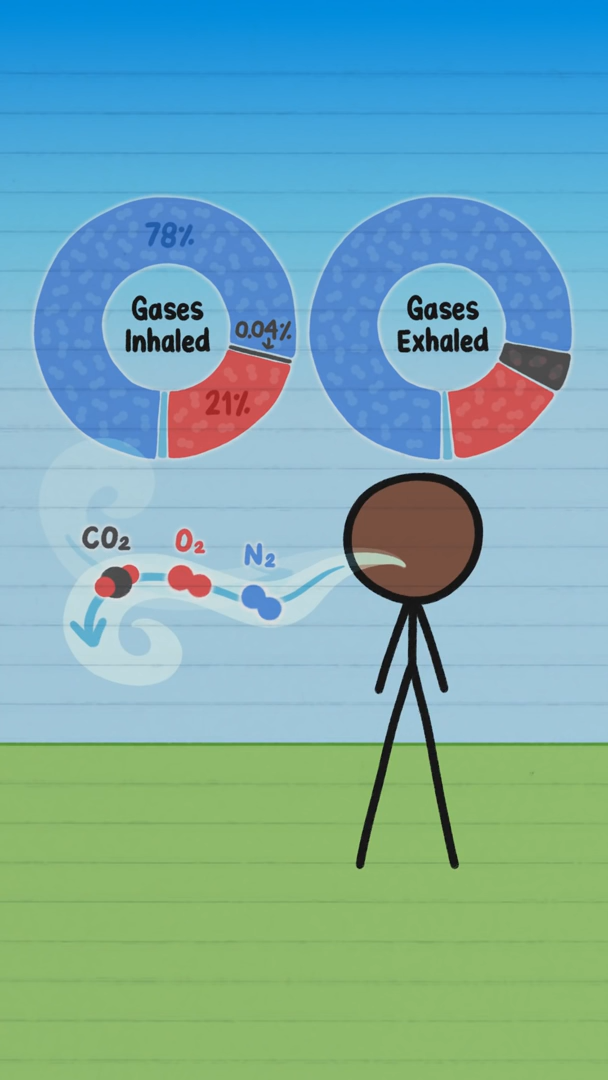 78%
Gases
Inhaled
0.04%
21%
Gases
Exhaled
CO₂
O₂
N₂